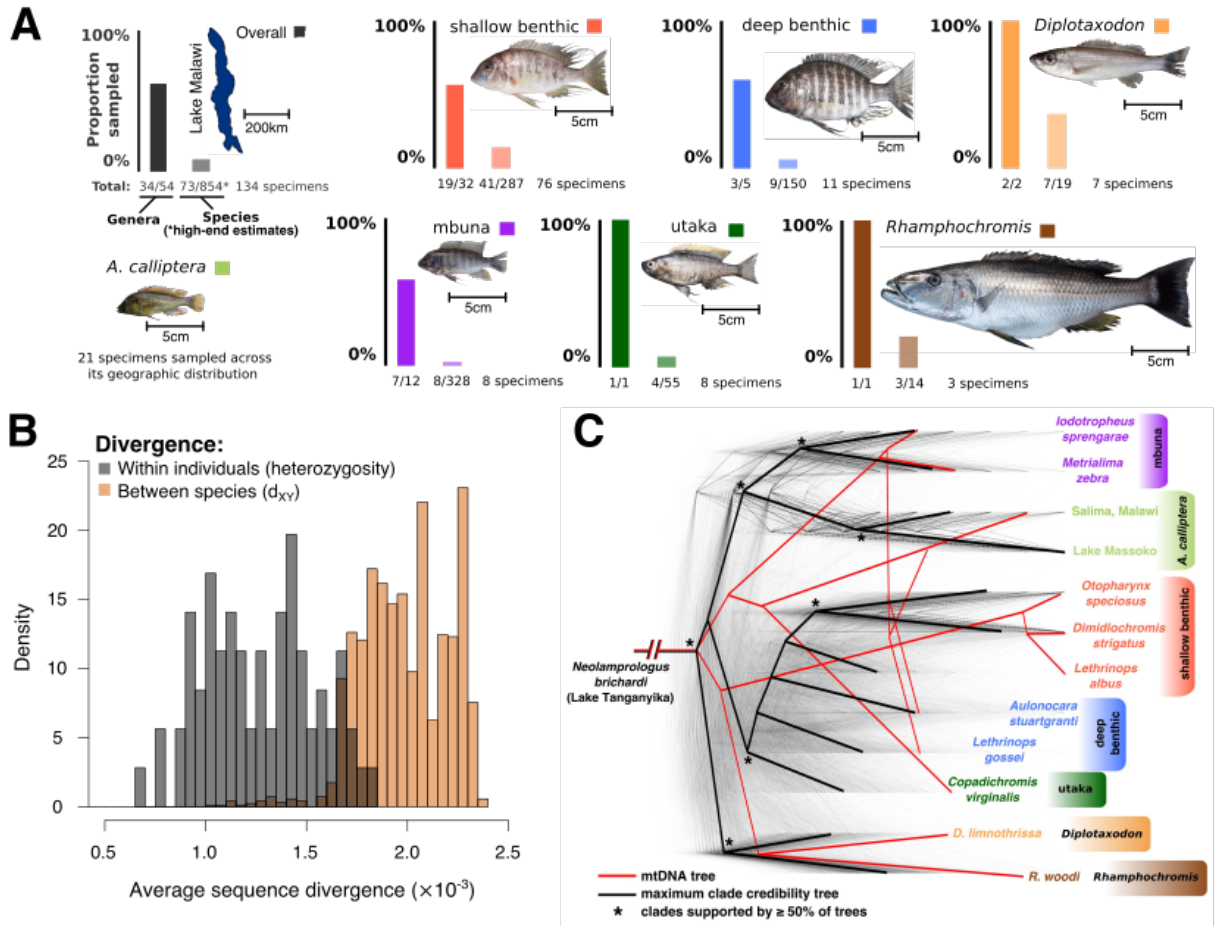 A
100%
Proportion
sampled
0%
Lake Malawi
Overall
200km
Total: 34/54 73/854* 134 specimens
Genera
Species
(*high-end estimates)
A. calliptera
5cm
21 specimens sampled across
its geographic distribution
100%
0%
shallow benthic
5cm
19/32 41/287 76 specimens
100%
0%
deep benthic
5cm
3/5 9/150 11 specimens
100%
0%
Diplotaxodon
5cm
2/2 7/19 7 specimens
100%
0%
mbuna
5cm
7/12 8/328 8 specimens
100%
0%
utaka
5cm
1/1 4/55 8 specimens
100%
0%
Rhamphochromis
5cm
1/1 3/14 3 specimens
B
Divergence:
Within individuals (heterozygosity)
Between species (dXY)
25
20
15
10
5
0
Density
0.5 1.0 1.5 2.0 2.5
Average sequence divergence (×10-3)
C
Neolamprologus
brichardi
(Lake Tanganyika)
Iodotropheus
sprengarae
Metrialima
zebra
mbuna
Salima, Malawi
Lake Massoko
A. calliptera
Otopharynx
speciosus
Dimidiochromis
strigatus
Lethrinops
albus
shallow benthic
Aulonocara
stuartgranti
Lethrinops
gossei
deep
benthic
Copadichromis
virginalis
utaka
D. limnothrissa
Diplotaxodon
R. woodi
Rhamphochromis
mtDNA tree
maximum clade credibility tree
* clades supported by ≥ 50% of trees